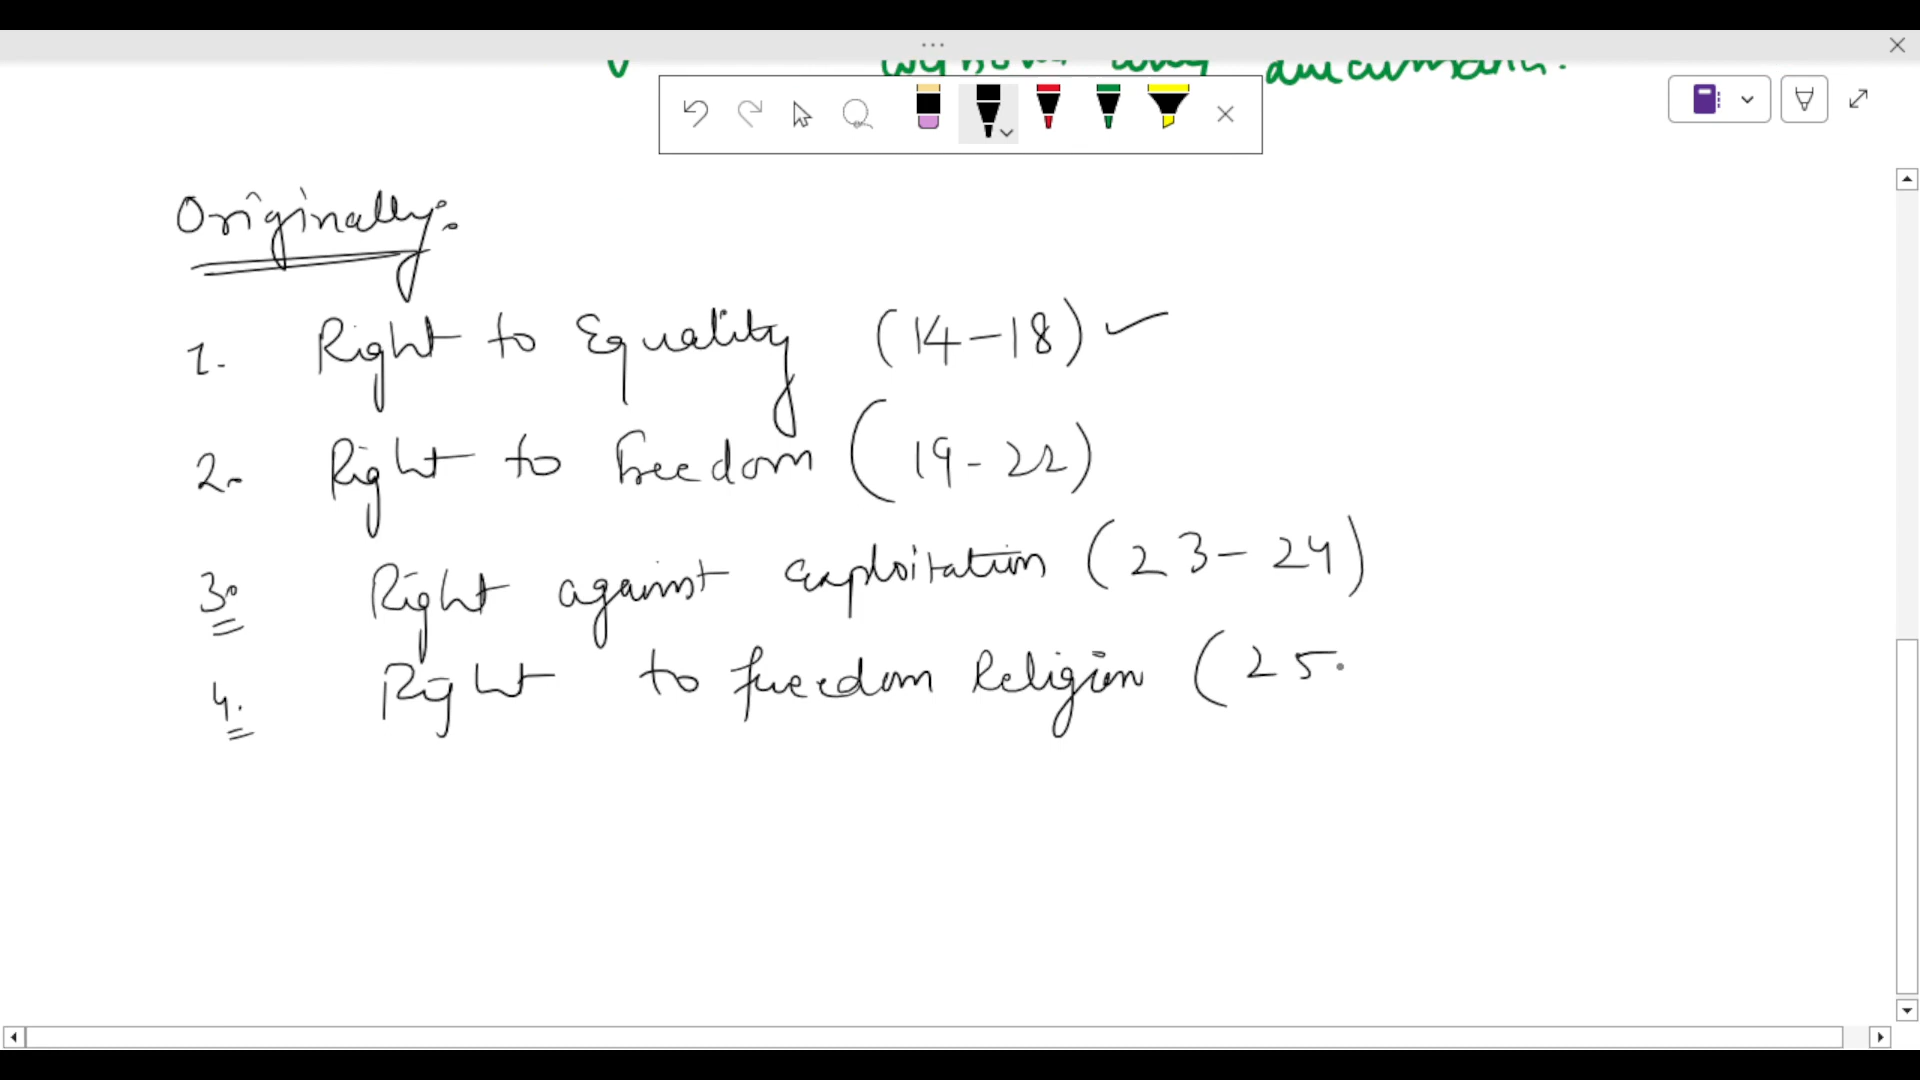 Originally:
1. Right to Equality (14-18)
2. Right to freedom (19-22)
3. Right against exploitation (23-24)
4. Right to freedom Religion (25